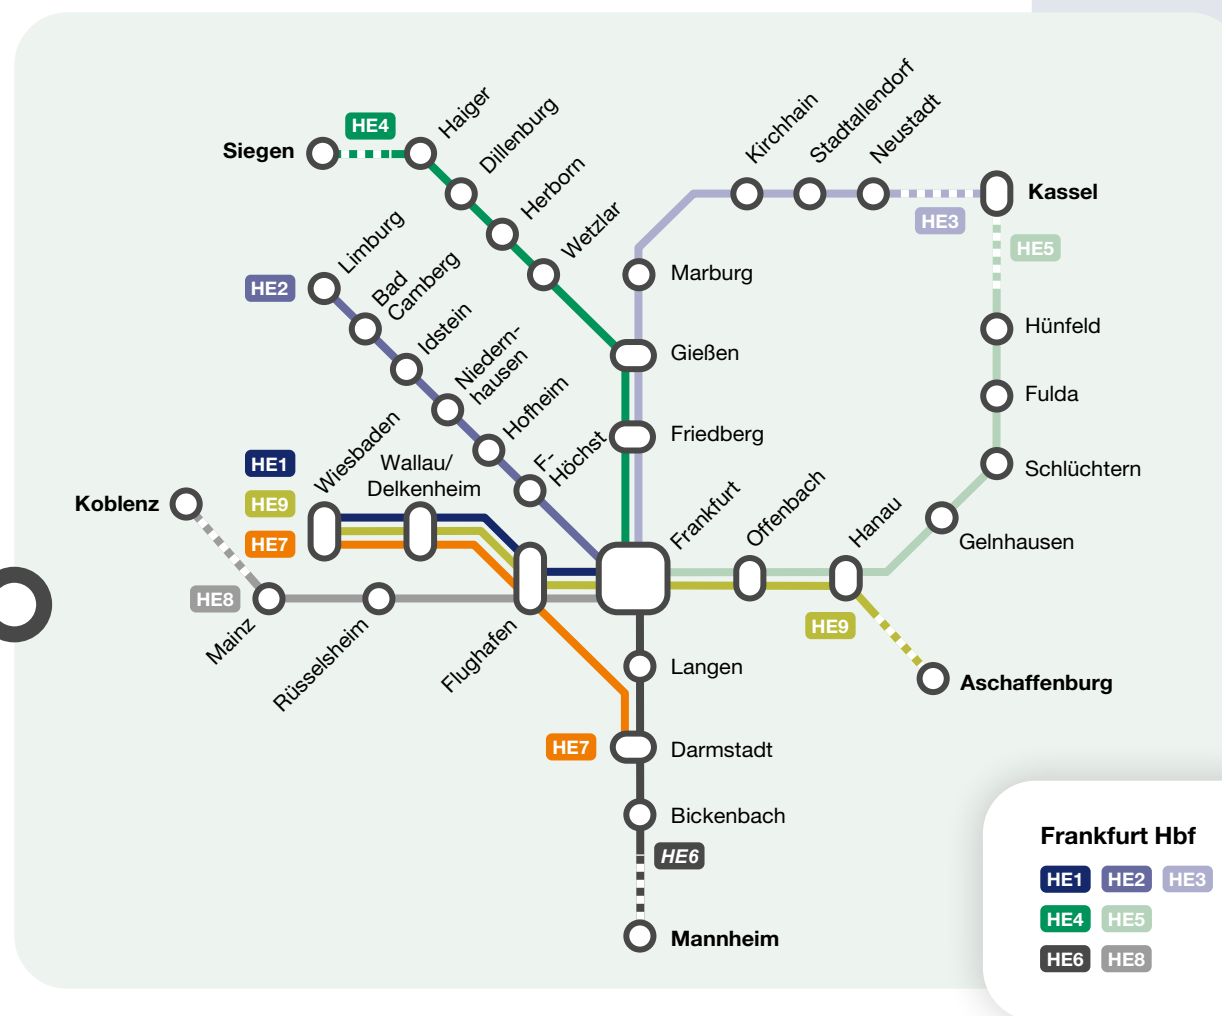 Siegen
HE4
Haiger
Dillenburg
Herborn
Wetzlar
Kirchhain
Stadtallendorf
Neustadt
HE3
Kassel
HE5
HE2
Limburg
Bad
Camberg
Idstein
Niedern-
hausen
Hofheim
F-
Höchst
Marburg
Gießen
Friedberg
Hünfeld
Fulda
Schlüchtern
Gelnhausen
HE1
HE9
HE7
Wiesbaden
Wallau/
Delkenheim
Koblenz
HE8
Mainz
Rüsselsheim
Flughafen
Frankfurt
Offenbach
Hanau
HE9
Aschaffenburg
Langen
HE7
Darmstadt
Bickenbach
HE6
Mannheim
Frankfurt Hbf
HE1 HE2 HE3
HE4 HE5
HE6 HE8